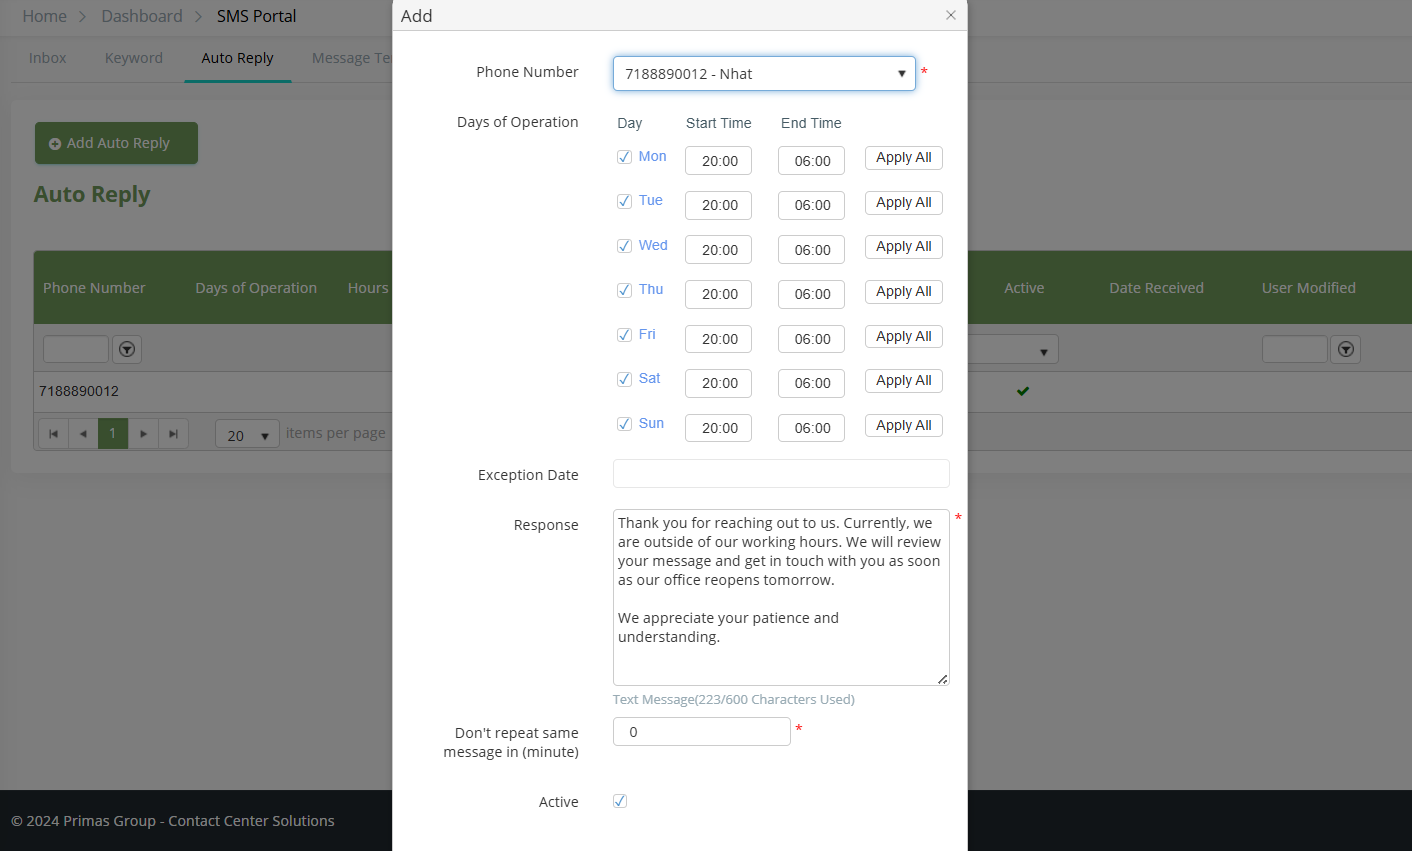 Home > Dashboard > SMS Portal
Inbox Keyword Auto Reply Message Te
Add Auto Reply
Auto Reply
Phone Number Days of Operation Hours Active Date Received User Modified
7188890012
1 20 items per page
© 2024 Primas Group - Contact Center Solutions
Add
Phone Number 7188890012 - Nhat *
Days of Operation Day Start Time End Time
Mon 20:00 06:00 Apply All
Tue 20:00 06:00 Apply All
Wed 20:00 06:00 Apply All
Thu 20:00 06:00 Apply All
Fri 20:00 06:00 Apply All
Sat 20:00 06:00 Apply All
Sun 20:00 06:00 Apply All
Exception Date
Response *
Thank you for reaching out to us. Currently, we
are outside of our working hours. We will review
your message and get in touch with you as soon
as our office reopens tomorrow.
We appreciate your patience and
understanding.
Text Message(223/600 Characters Used)
Don't repeat same
message in (minute) 0 *
Active